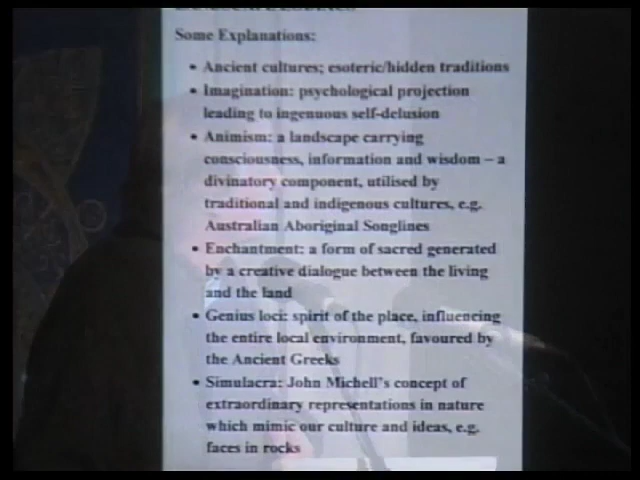 Some Explanations:
• Ancient cultures; esoteric/hidden traditions
• Imagination: psychological projection
leading to ingenuous self-delusion
• Animism: a landscape carrying
consciousness, information and wisdom – a
divinatory component, utilised by
traditional and indigenous cultures, e.g.
Australian Aboriginal Songlines
• Enchantment: a form of sacred generated
by a creative dialogue between the living
and the land
• Genius loci: spirit of the place, influencing
the entire local environment, favoured by
the Ancient Greeks
• Simulacra: John Michell's concept of
extraordinary representations in nature
which mimic our culture and ideas, e.g.
faces in rocks